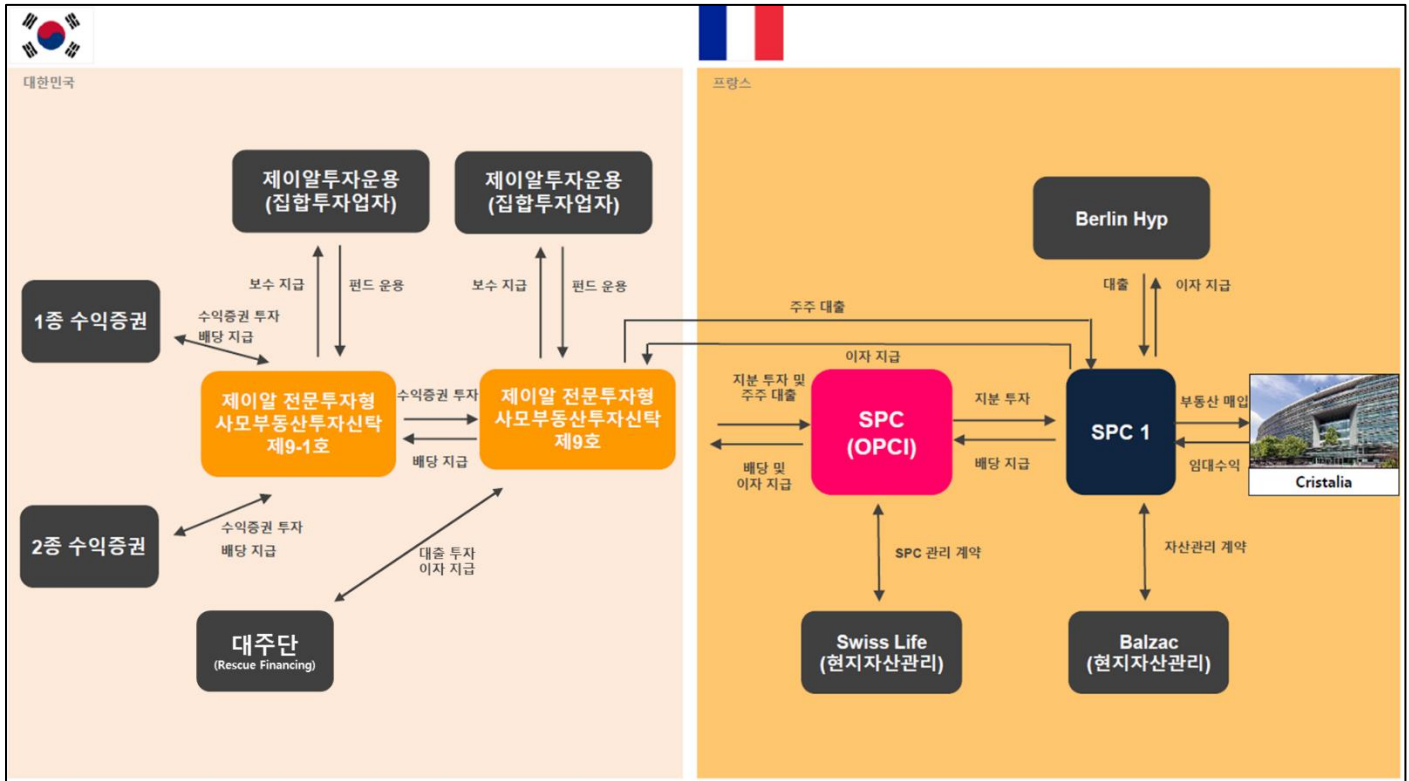 대한민국
프랑스
제이알투자운용
(집합투자업자)
제이알투자운용
(집합투자업자)
Berlin Hyp
보수 지급
펀드 운용
보수 지급
펀드 운용
대출
이자 지급
1종 수익증권
수익증권 투자
배당 지급
주주 대출
이자 지급
제이알 전문투자형
사모부동산투자신탁
제9-1호
수익증권 투자
배당 지급
제이알 전문투자형
사모부동산투자신탁
제9호
지분 투자 및
주주 대출
배당 및
이자 지급
SPC
(OPCI)
지분 투자
배당 지급
SPC 1
부동산 매입
임대수익
Cristalia
2종 수익증권
수익증권 투자
배당 지급
대출 투자
이자 지급
SPC 관리 계약
자산관리 계약
대주단
(Rescue Financing)
Swiss Life
(현지자산관리)
Balzac
(현지자산관리)